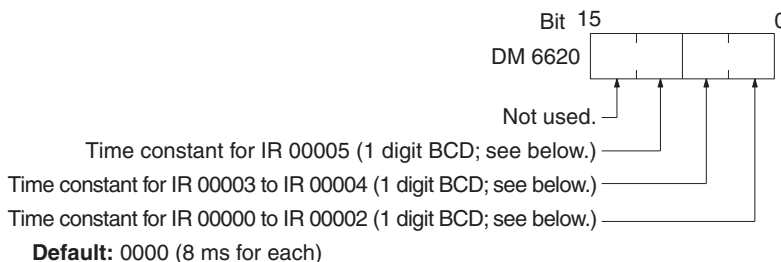 Bit 15 0
DM 6620
Not used.
Time constant for IR 00005 (1 digit BCD; see below.)
Time constant for IR 00003 to IR 00004 (1 digit BCD; see below.)
Time constant for IR 00000 to IR 00002 (1 digit BCD; see below.)
Default: 0000 (8 ms for each)